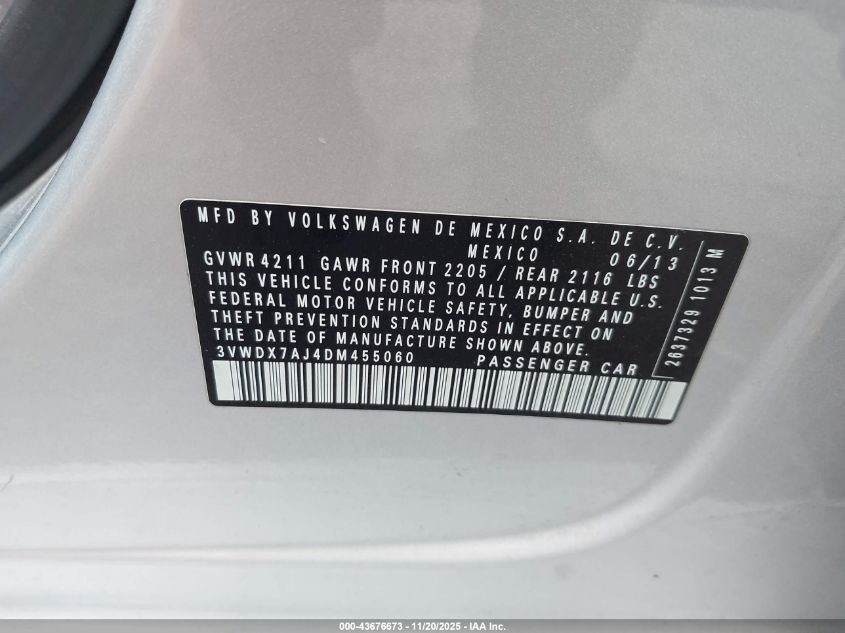 MFD BY VOLKSWAGEN DE MEXICO S.A. DE C.V.
MEXICO 06/13
GVWR 4211 GAWR FRONT 2205 / REAR 2116 LBS
THIS VEHICLE CONFORMS TO ALL APPLICABLE U.S.
FEDERAL MOTOR VEHICLE SAFETY, BUMPER AND
THEFT PREVENTION STANDARDS IN EFFECT ON
THE DATE OF MANUFACTURE SHOWN ABOVE.
3VWDX7AJ4DM455060 PASSENGER CAR
2637329 1013 M
000-43676673 - 11/20/2025 - IAA Inc.